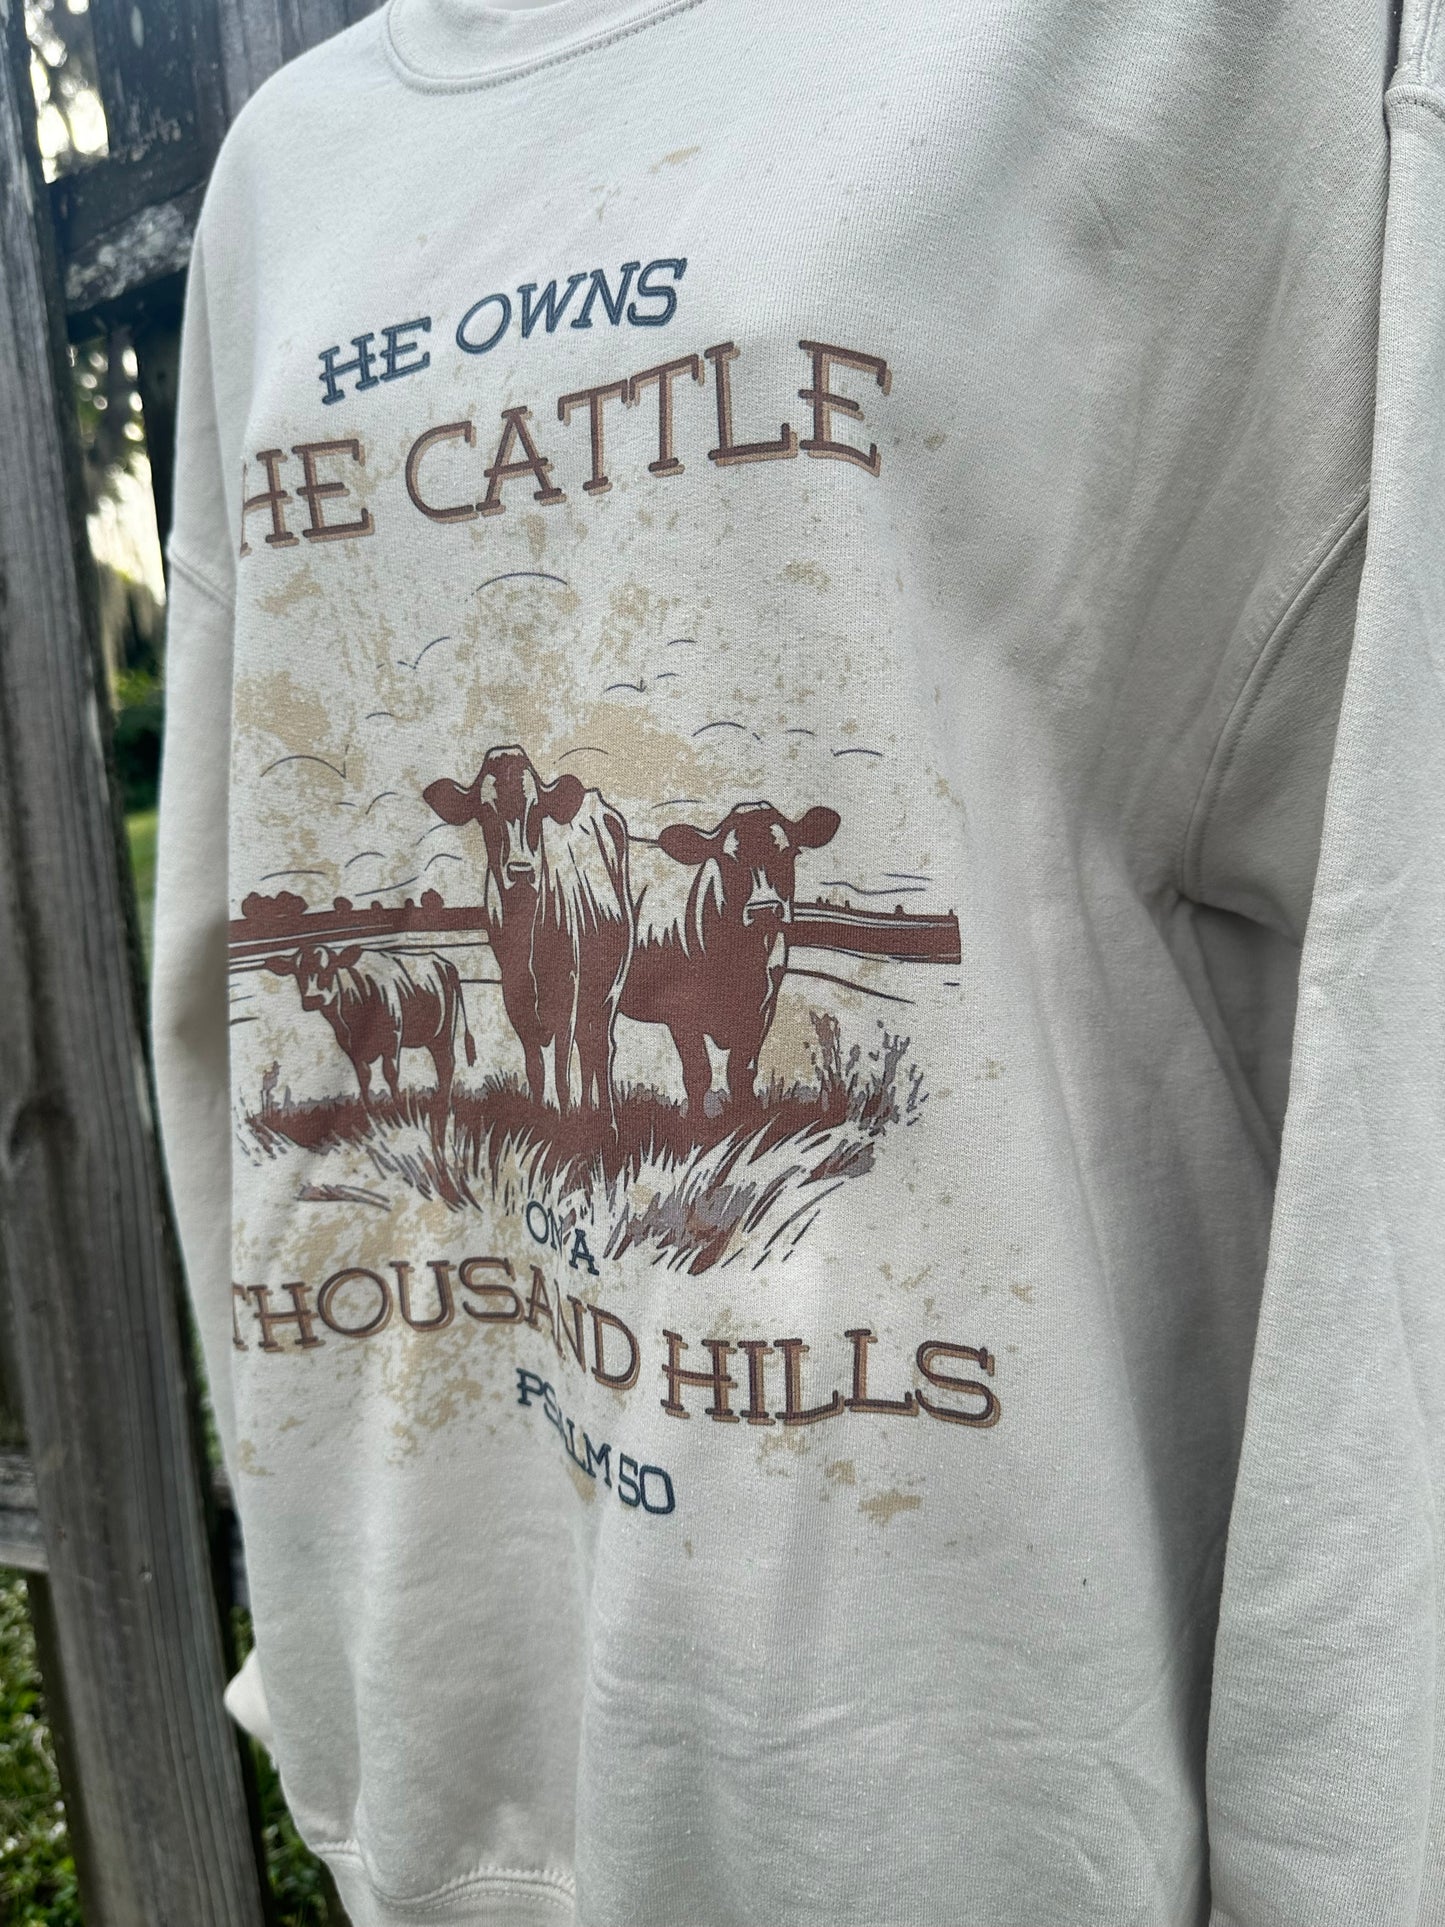 HE OWNS
HE CATTLE
ON A
THOUSAND HILLS
PSALM 50